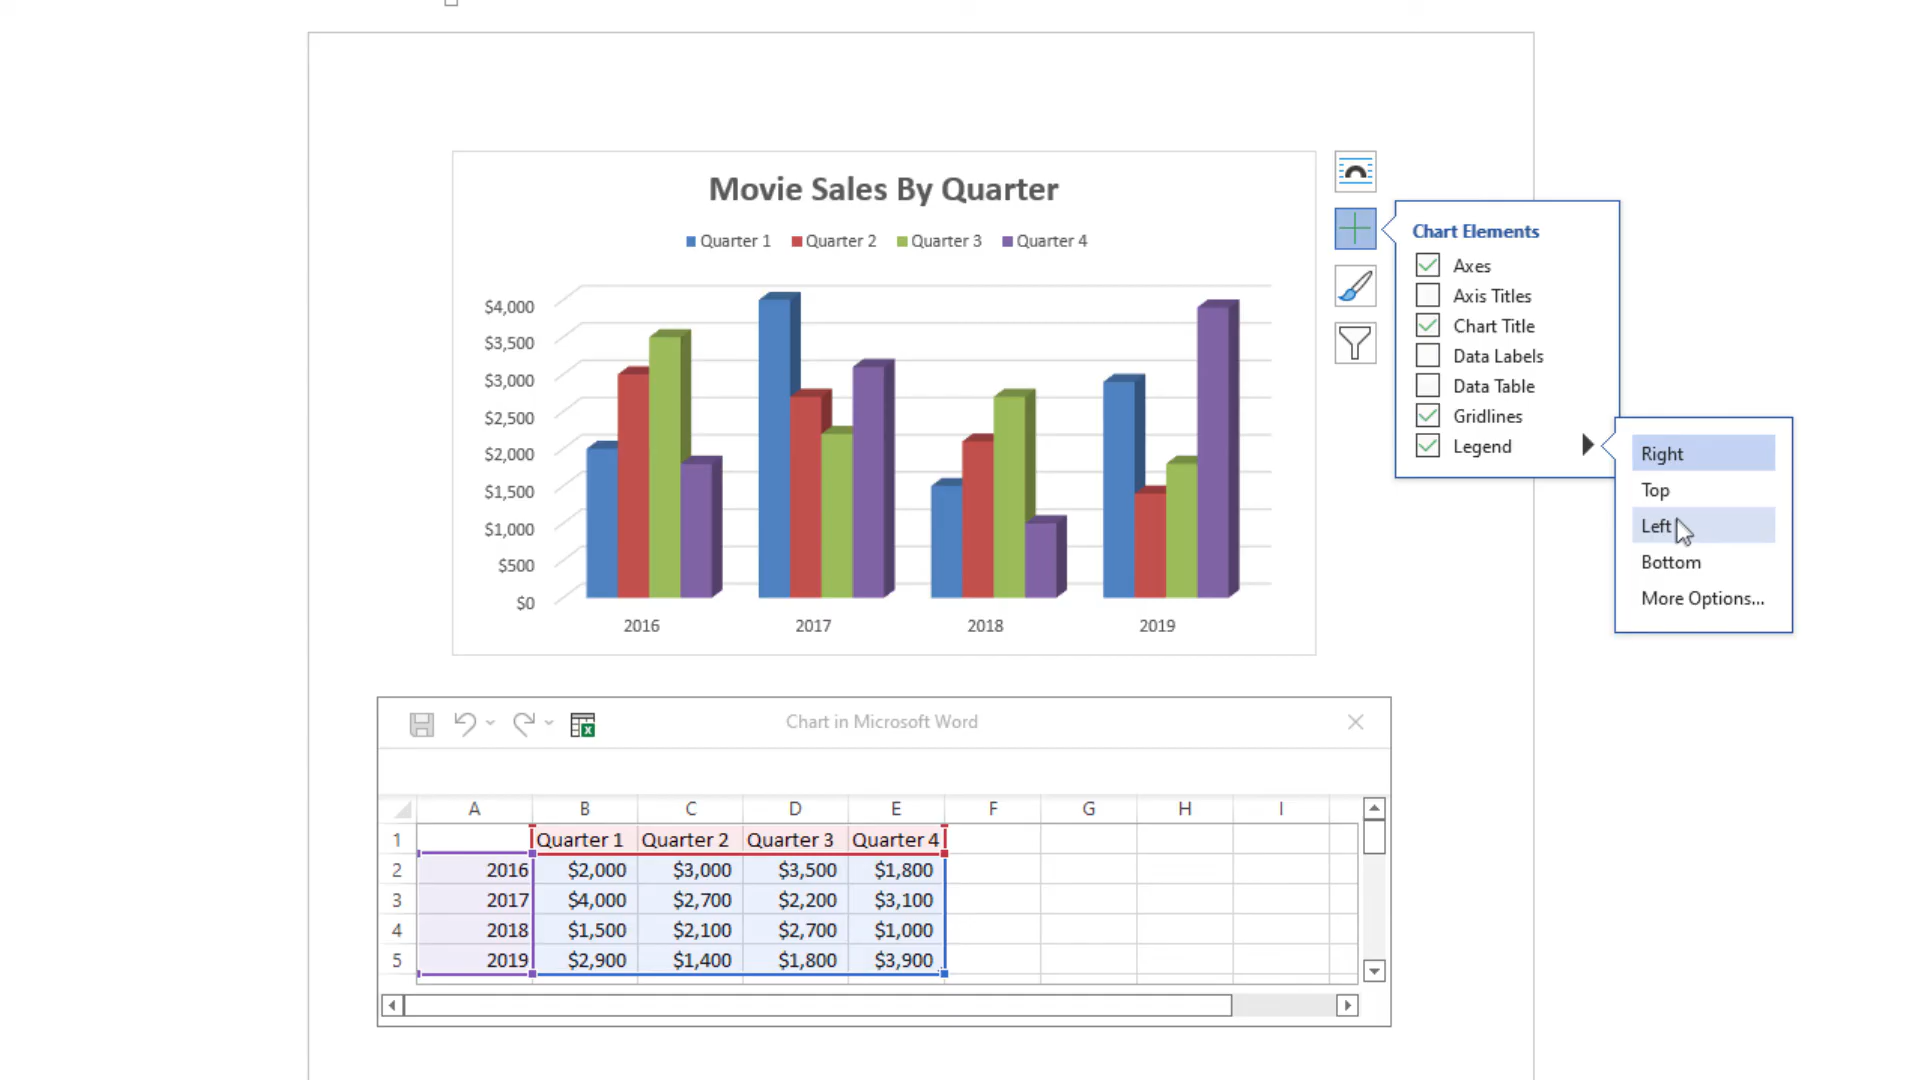 Movie Sales By Quarter
Quarter 1 Quarter 2 Quarter 3 Quarter 4
$4,000
$3,500
$3,000
$2,500
$2,000
$1,500
$1,000
$500
$0
2016 2017 2018 2019
Chart Elements
Axes
Axis Titles
Chart Title
Data Labels
Data Table
Gridlines
Legend
Right
Top
Left
Bottom
More Options...
Chart in Microsoft Word
A B C D E F G H I
1 Quarter 1 Quarter 2 Quarter 3 Quarter 4
2 2016 $2,000 $3,000 $3,500 $1,800
3 2017 $4,000 $2,700 $2,200 $3,100
4 2018 $1,500 $2,100 $2,700 $1,000
5 2019 $2,900 $1,400 $1,800 $3,900